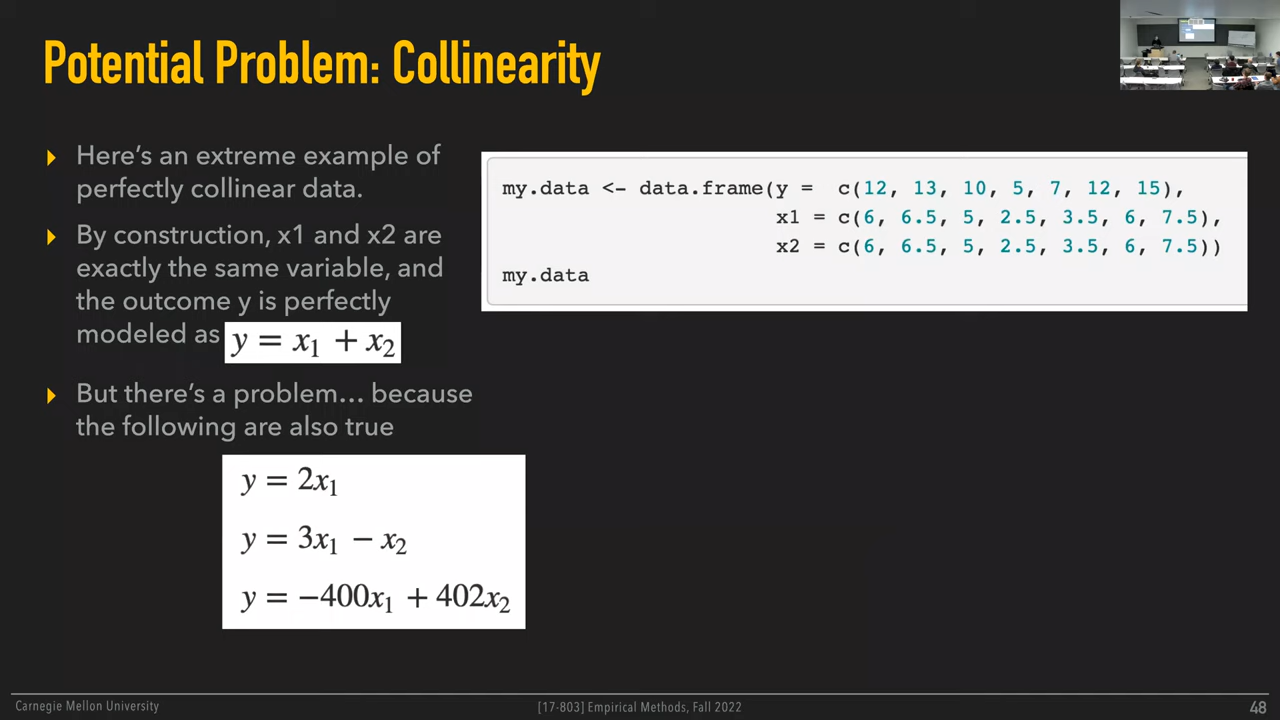 Potential Problem: Collinearity
Here's an extreme example of
perfectly collinear data.
By construction, x1 and x2 are
exactly the same variable, and
the outcome y is perfectly
modeled as y = x₁ + x₂
But there's a problem… because
the following are also true
y = 2x₁
y = 3x₁ − x₂
y = −400x₁ + 402x₂
my.data <- data.frame(y = c(12, 13, 10, 5, 7, 12, 15),
x1 = c(6, 6.5, 5, 2.5, 3.5, 6, 7.5),
x2 = c(6, 6.5, 5, 2.5, 3.5, 6, 7.5))
my.data
Carnegie Mellon University
[17-803] Empirical Methods, Fall 2022
48